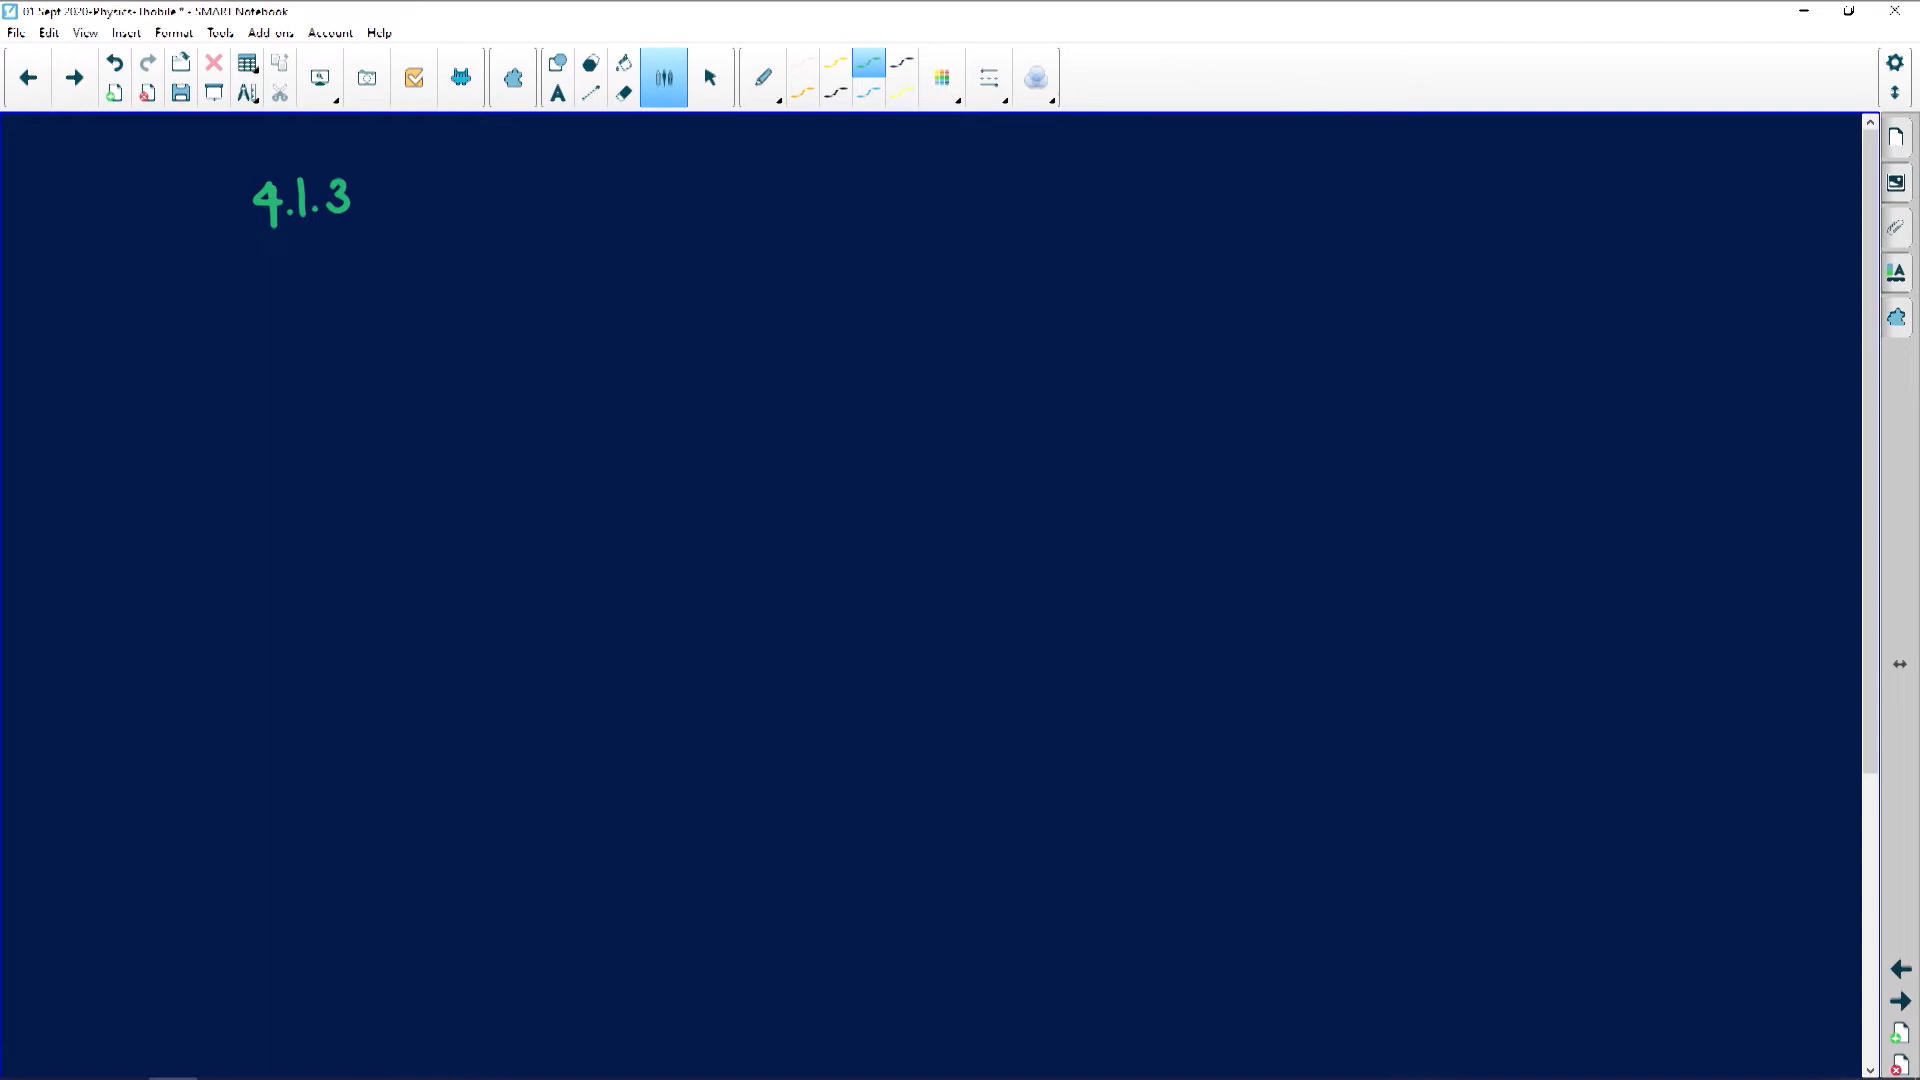 01 Sept 2020-Physics-Thobile * - SMART Notebook
File Edit View Insert Format Tools Add-ons Account Help
4.1.3